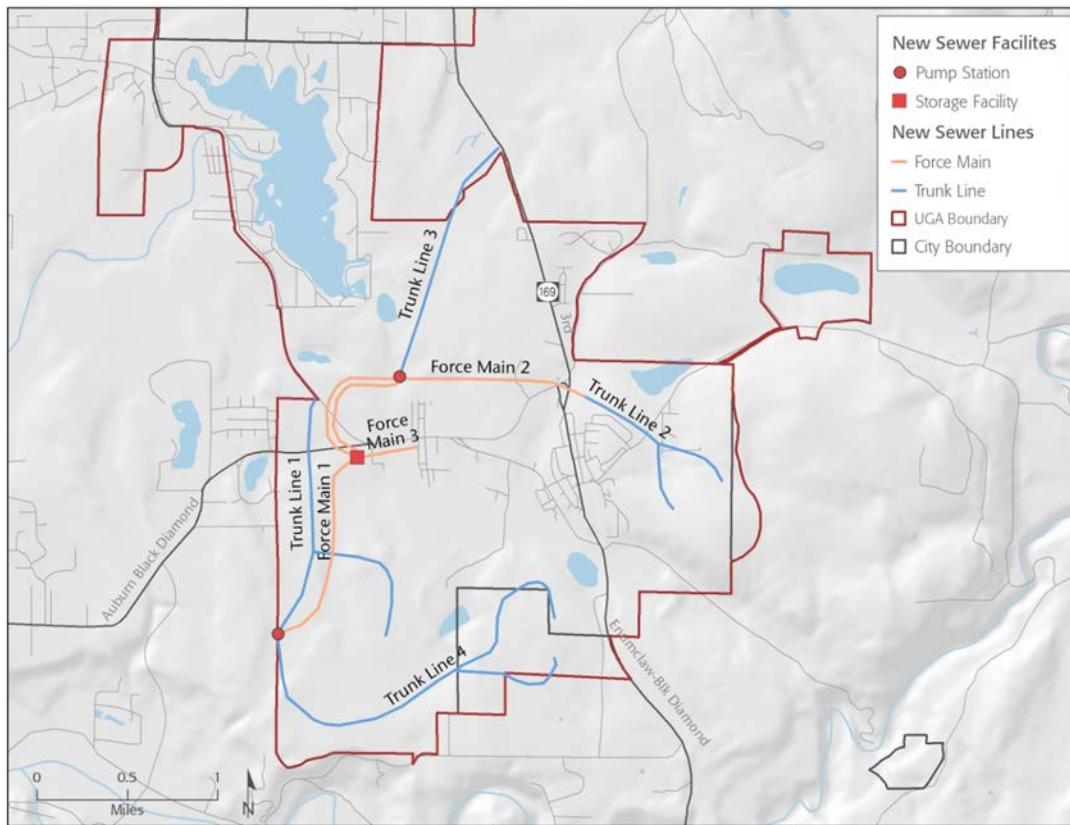 New Sewer Facilites
Pump Station
Storage Facility
New Sewer Lines
Force Main
Trunk Line
UGA Boundary
City Boundary
Trunk Line 3
169
3rd
Force Main 2
Trunk Line 2
Force
Main 3
Trunk Line 1
Force Main 1
Auburn Black Diamond
Trunk Line 4
Enumclaw-Blk Diamond
0 0.5 1
Miles
N